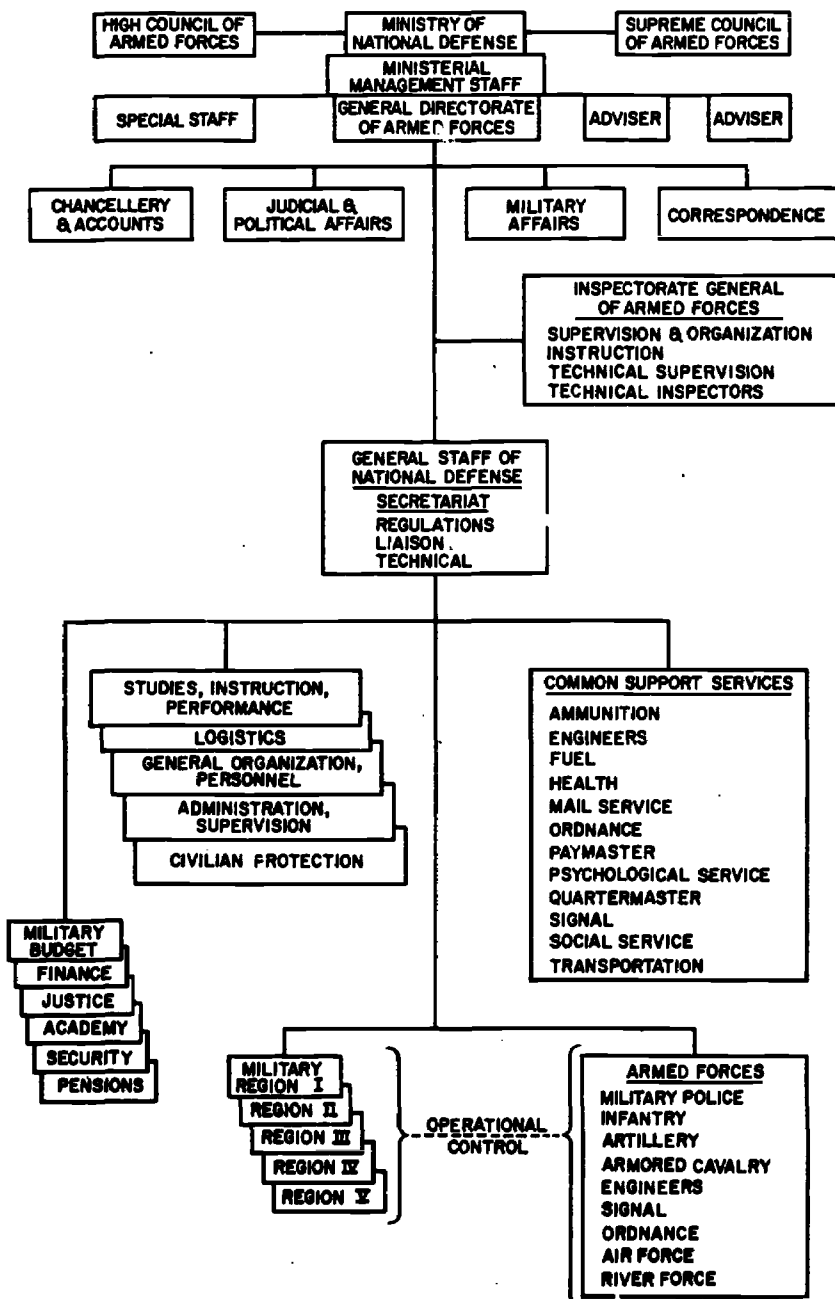 HIGH COUNCIL OF
ARMED FORCES
MINISTRY OF
NATIONAL DEFENSE
SUPREME COUNCIL
OF ARMED FORCES
MINISTERIAL
MANAGEMENT STAFF
SPECIAL STAFF
GENERAL DIRECTORATE
OF ARMED FORCES
ADVISER
ADVISER
CHANCELLERY
& ACCOUNTS
JUDICIAL &
POLITICAL AFFAIRS
MILITARY
AFFAIRS
CORRESPONDENCE
INSPECTORATE GENERAL
OF ARMED FORCES
SUPERVISION & ORGANIZATION
INSTRUCTION
TECHNICAL SUPERVISION
TECHNICAL INSPECTORS
GENERAL STAFF OF
NATIONAL DEFENSE
SECRETARIAT
REGULATIONS
LIAISON
TECHNICAL
STUDIES, INSTRUCTION,
PERFORMANCE
LOGISTICS
GENERAL ORGANIZATION,
PERSONNEL
ADMINISTRATION,
SUPERVISION
CIVILIAN PROTECTION
COMMON SUPPORT SERVICES
AMMUNITION
ENGINEERS
FUEL
HEALTH
MAIL SERVICE
ORDNANCE
PAYMASTER
PSYCHOLOGICAL SERVICE
QUARTERMASTER
SIGNAL
SOCIAL SERVICE
TRANSPORTATION
MILITARY
BUDGET
FINANCE
JUSTICE
ACADEMY
SECURITY
PENSIONS
MILITARY
REGION I
REGION II
REGION III
REGION IV
REGION V
OPERATIONAL
CONTROL
ARMED FORCES
MILITARY POLICE
INFANTRY
ARTILLERY
ARMORED CAVALRY
ENGINEERS
SIGNAL
ORDNANCE
AIR FORCE
RIVER FORCE